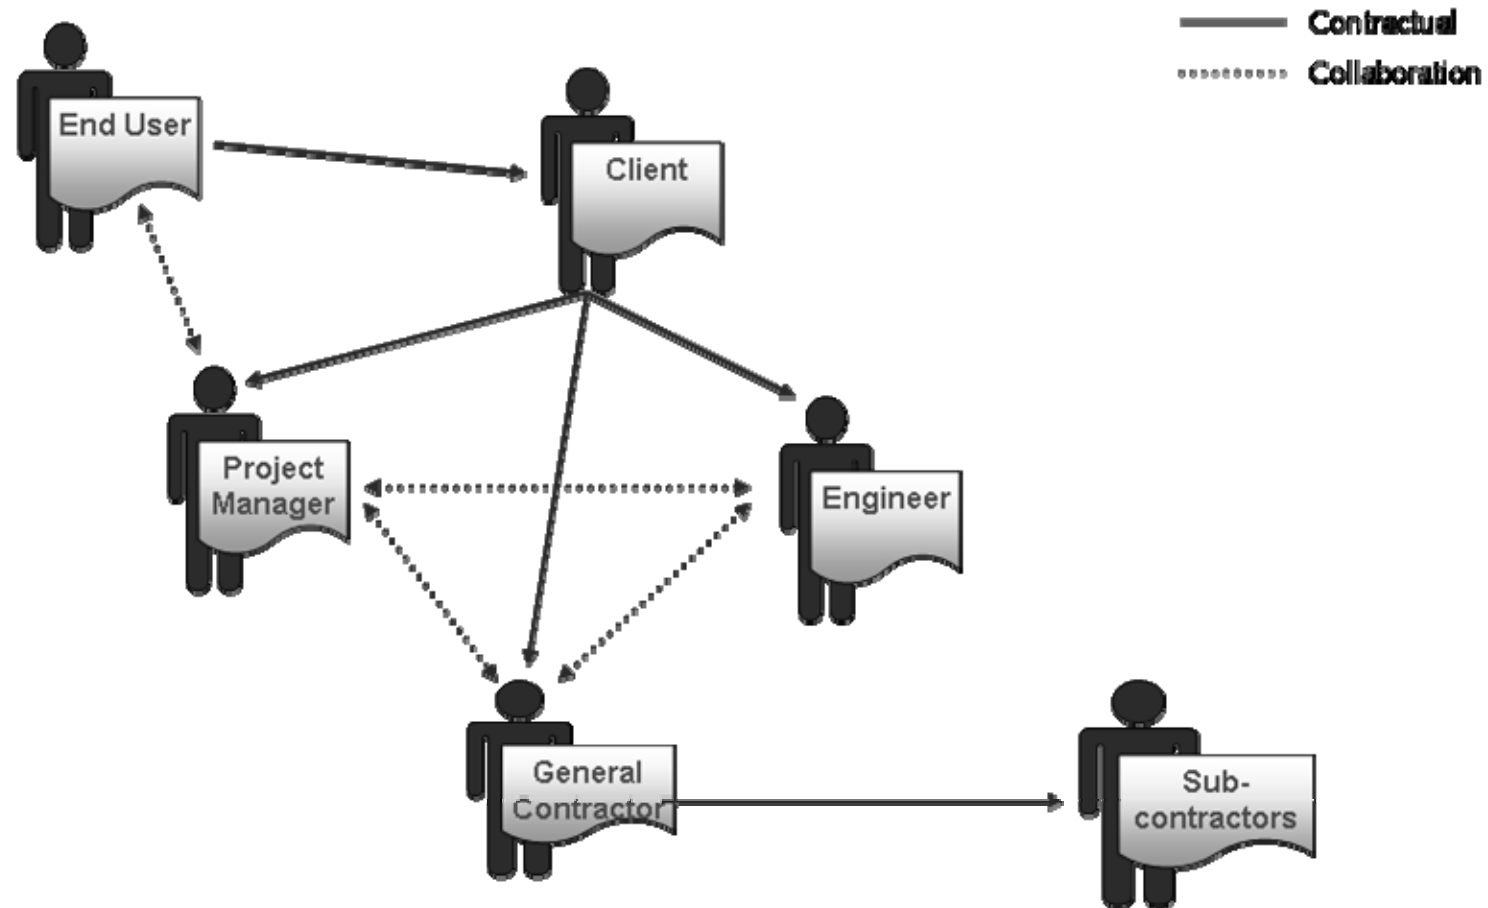 Contractual
Collaboration
End User
Client
Project
Manager
Engineer
General
Contractor
Sub-
contractors